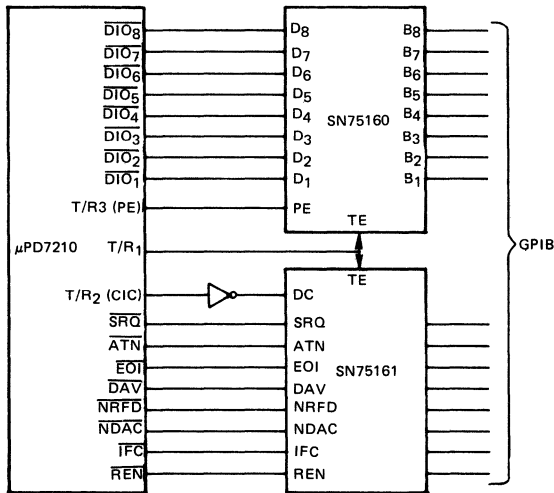 DIO8 D8 B8
DIO7 D7 B7
DIO6 D6 B6
DIO5 D5 B5
DIO4 D4 SN75160 B4
DIO3 D3 B3
DIO2 D2 B2
DIO1 D1 B1
T/R3 (PE) PE
TE
μPD7210 T/R1 GPIB
TE
T/R2 (CIC) DC
SRQ SRQ
ATN ATN
EOI EOI SN75161
DAV DAV
NRFD NRFD
NDAC NDAC
IFC IFC
REN REN